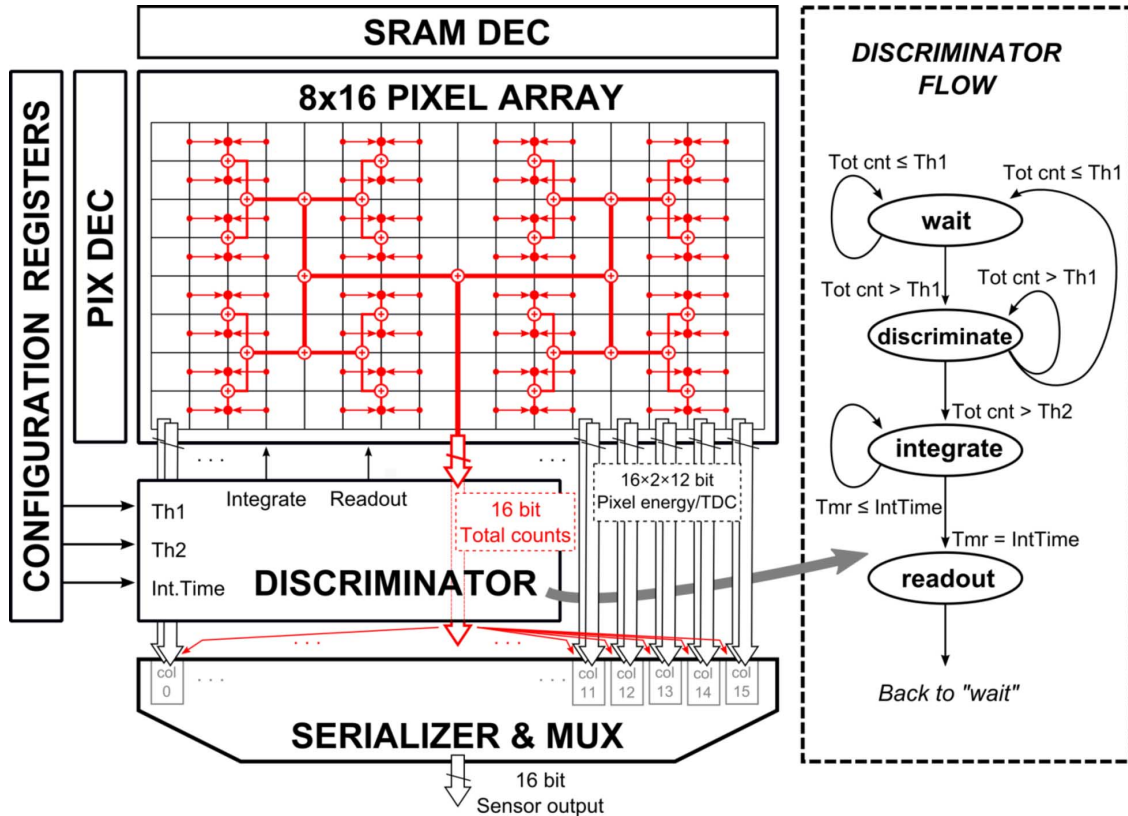 SRAM DEC
CONFIGURATION REGISTERS
PIX DEC
8x16 PIXEL ARRAY
. . .
Integrate
Readout
. . .
16×2×12 bit
Pixel energy/TDC
Th1
Th2
Int.Time
16 bit
Total counts
DISCRIMINATOR
. . .
. . .
col
0
. . .
. . .
col
11
col
12
col
13
col
14
col
15
SERIALIZER & MUX
16 bit
Sensor output
DISCRIMINATOR
FLOW
Tot cnt ≤ Th1
Tot cnt ≤ Th1
wait
Tot cnt > Th1
Tot cnt > Th1
discriminate
Tot cnt > Th2
integrate
Tmr ≤ IntTime
Tmr = IntTime
readout
Back to "wait"